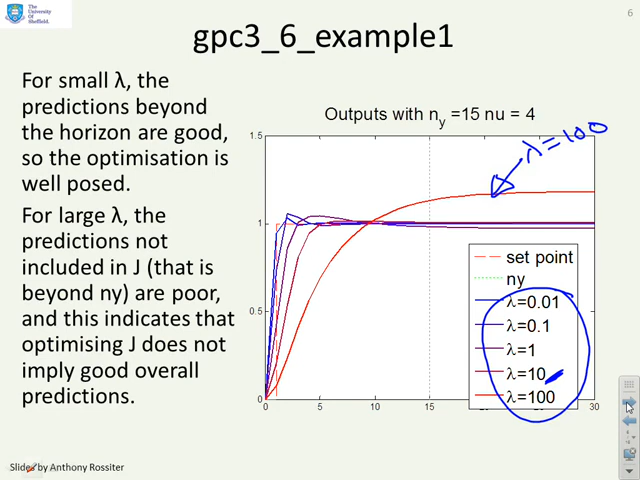 The
University
Of
Sheffield.
6
gpc3_6_example1
For small λ, the
predictions beyond
the horizon are good,
so the optimisation is
well posed.
For large λ, the
predictions not
included in J (that is
beyond ny) are poor,
and this indicates that
optimising J does not
imply good overall
predictions.
Outputs with ny =15 nu = 4
λ=100
1.5
1
0.5
0
0 5 10 15 20 25 30
set point
ny
λ=0.01
λ=0.1
λ=1
λ=10
λ=100
Slides by Anthony Rossiter